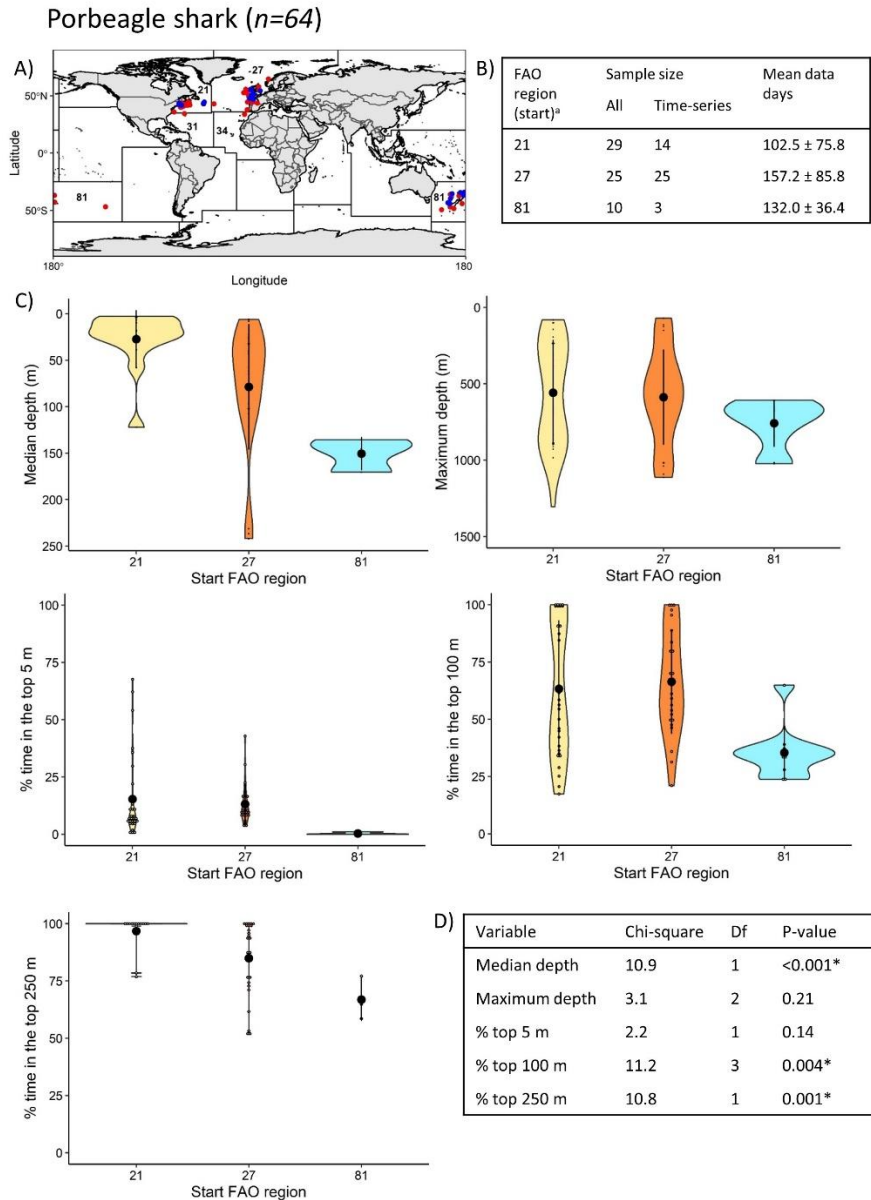 Porbeagle shark (n=64)
A)
27
21
31
34
81
81
50°N
0°
50°S
Latitude
180°
180
Longitude
B)
FAO region (start)ᵃ Sample size Mean data days
All Time-series
21 29 14 102.5 ± 75.8
27 25 25 157.2 ± 85.8
81 10 3 132.0 ± 36.4
C)
Median depth (m)
0
50
100
150
200
250
21 27 81
Start FAO region
Maximum depth (m)
0
500
1000
1500
21 27 81
Start FAO region
% time in the top 5 m
100
75
50
25
0
21 27 81
Start FAO region
% time in the top 100 m
100
75
50
25
0
21 27 81
Start FAO region
% time in the top 250 m
100
75
50
25
0
21 27 81
Start FAO region
D)
Variable Chi-square Df P-value
Median depth 10.9 1 <0.001*
Maximum depth 3.1 2 0.21
% top 5 m 2.2 1 0.14
% top 100 m 11.2 3 0.004*
% top 250 m 10.8 1 0.001*